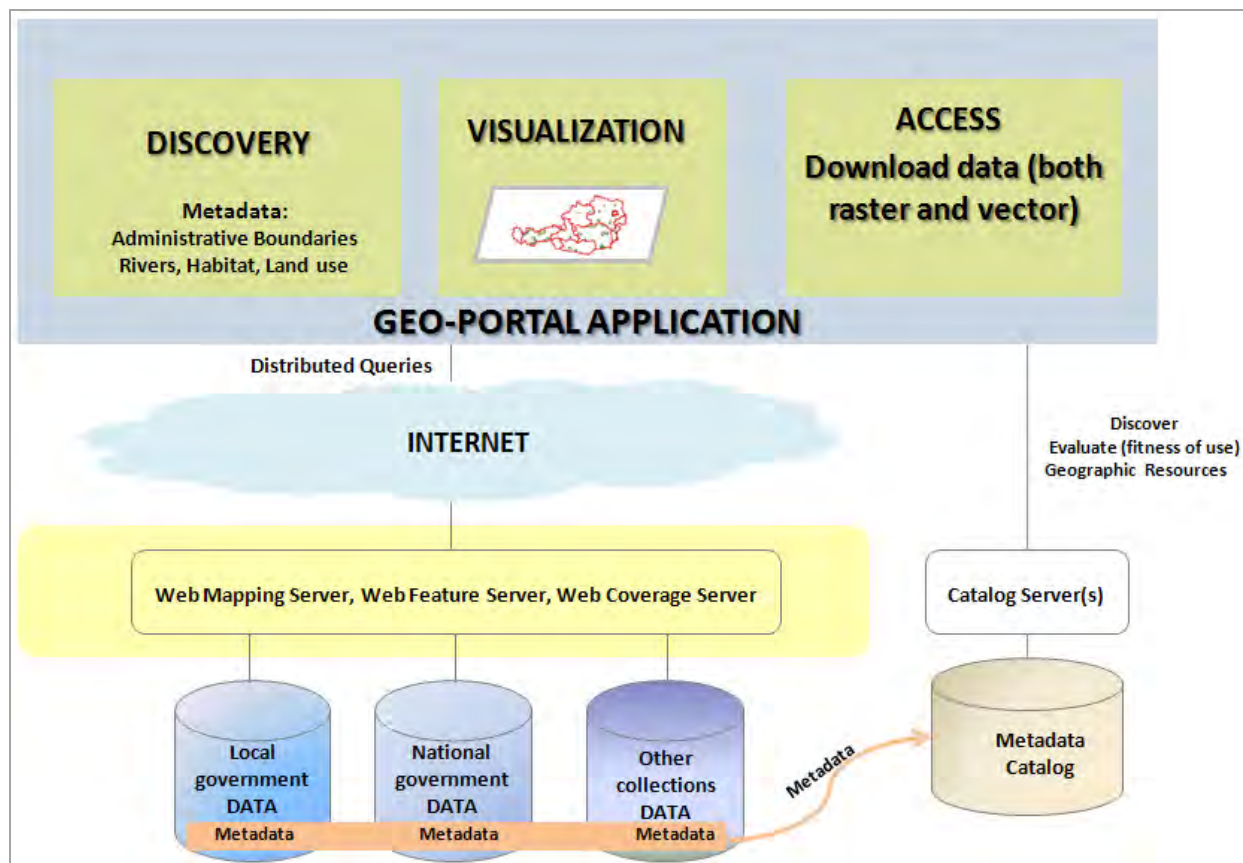 DISCOVERY
Metadata:
Administrative Boundaries
Rivers, Habitat, Land use
VISUALIZATION
ACCESS
Download data (both
raster and vector)
GEO-PORTAL APPLICATION
Distributed Queries
INTERNET
Discover
Evaluate (fitness of use)
Geographic Resources
Web Mapping Server, Web Feature Server, Web Coverage Server
Catalog Server(s)
Local
government
DATA
Metadata
National
government
DATA
Metadata
Other
collections
DATA
Metadata
Metadata
Metadata
Catalog